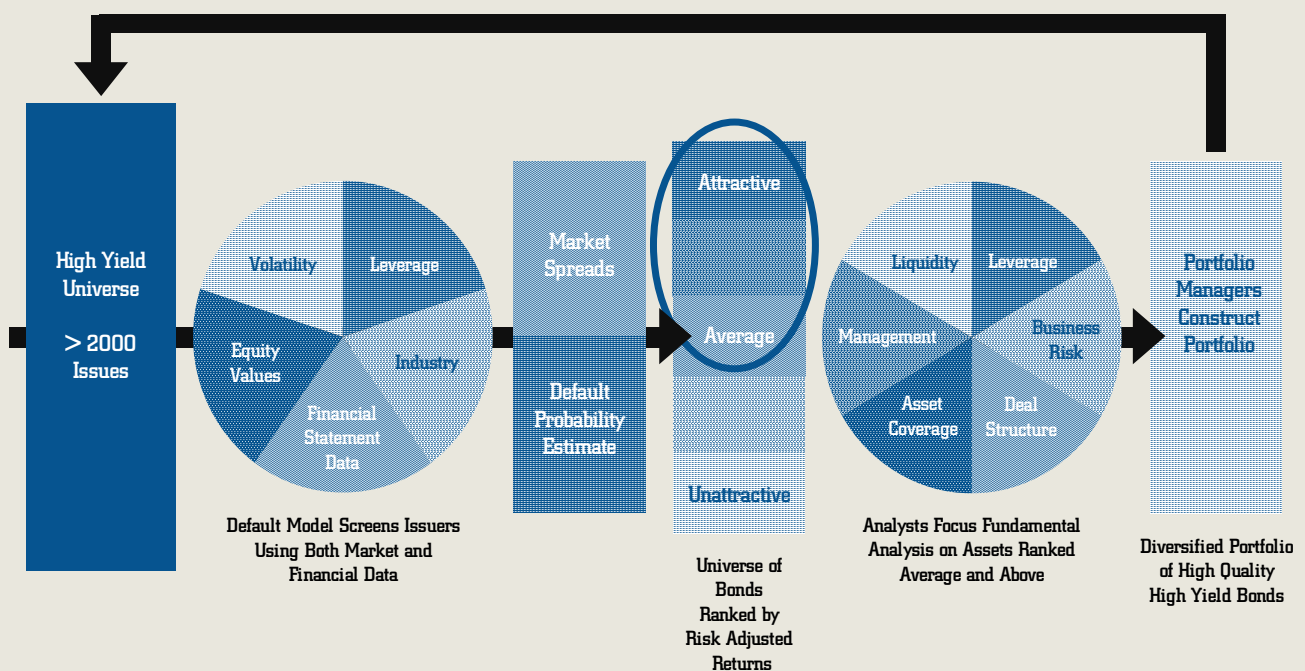 High Yield
Universe
> 2000
Issues
Volatility
Leverage
Equity
Values
Industry
Financial
Statement
Data
Default Model Screens Issuers
Using Both Market and
Financial Data
Market
Spreads
Default
Probability
Estimate
Attractive
Average
Unattractive
Universe of
Bonds
Ranked by
Risk Adjusted
Returns
Liquidity
Leverage
Management
Business
Risk
Asset
Coverage
Deal
Structure
Analysts Focus Fundamental
Analysis on Assets Ranked
Average and Above
Portfolio
Managers
Construct
Portfolio
Diversified Portfolio
of High Quality
High Yield Bonds